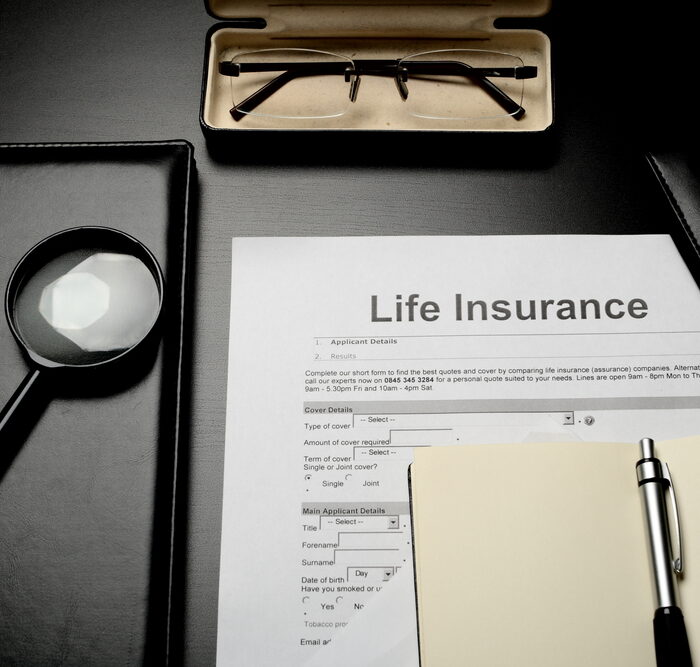 Life Insurance
1. Applicant Details
2. Results
Complete our short form to find the best quotes and cover by comparing life insurance (assurance) companies. Alternat
call our experts now on 0845 345 3284 for a personal quote suited to your needs. Lines are open 9am - 8pm Mon to Th
9am - 5.30pm Fri and 10am - 4pm Sat.
Cover Details
Type of cover -- Select --
Amount of cover required
Term of cover -- Select --
Single or Joint cover?
Single Joint
Main Applicant Details
Title -- Select --
Forename
Surname
Date of birth Day
Have you smoked or u
Yes No
Tobacco pro
Email a